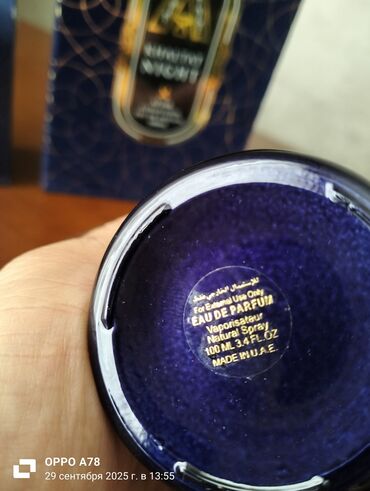 NIGHT
للإستعمال الخارجي فقط
For External Use Only
EAU DE PARFUM
Vaporisateur
Natural Spray
100 ML 3.4 FL.OZ
MADE IN U.A.E.
OPPO A78
29 сентября 2025 г. в 13:55